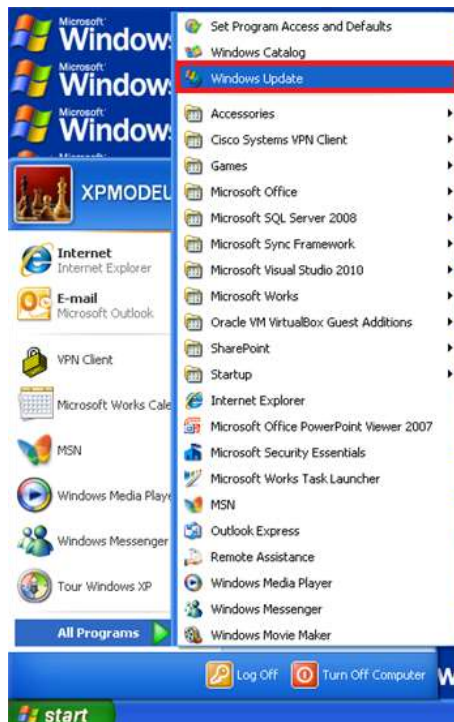 Microsoft
Windows
Microsoft
Windows
Microsoft
Windows
Microsoft
XPMODEU
Internet
Internet Explorer
E-mail
Microsoft Outlook
VPN Client
Microsoft Works Cale
MSN
Windows Media Playe
Windows Messenger
Tour Windows XP
All Programs
Set Program Access and Defaults
Windows Catalog
Windows Update
Accessories
Cisco Systems VPN Client
Games
Microsoft Office
Microsoft SQL Server 2008
Microsoft Sync Framework
Microsoft Visual Studio 2010
Microsoft Works
Oracle VM VirtualBox Guest Additions
SharePoint
Startup
Internet Explorer
Microsoft Office PowerPoint Viewer 2007
Microsoft Security Essentials
Microsoft Works Task Launcher
MSN
Outlook Express
Remote Assistance
Windows Media Player
Windows Messenger
Windows Movie Maker
Log Off Turn Off Computer
start